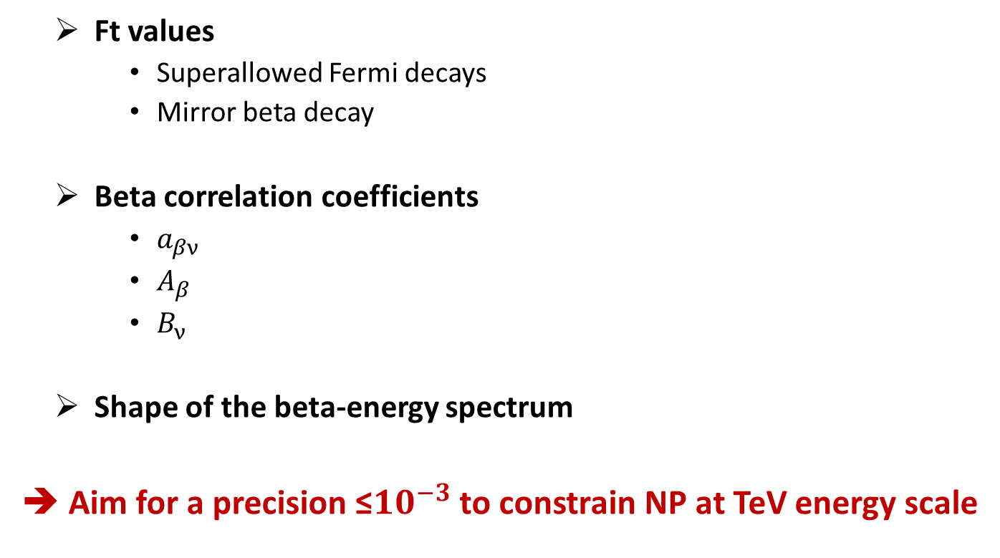 ➢ Ft values
• Superallowed Fermi decays
• Mirror beta decay
➢ Beta correlation coefficients
• $a_{\beta\nu}$
• $A_{\beta}$
• $B_{\nu}$
➢ Shape of the beta-energy spectrum
➔ Aim for a precision ≤$\mathbf{10^{-3}}$ to constrain NP at TeV energy scale